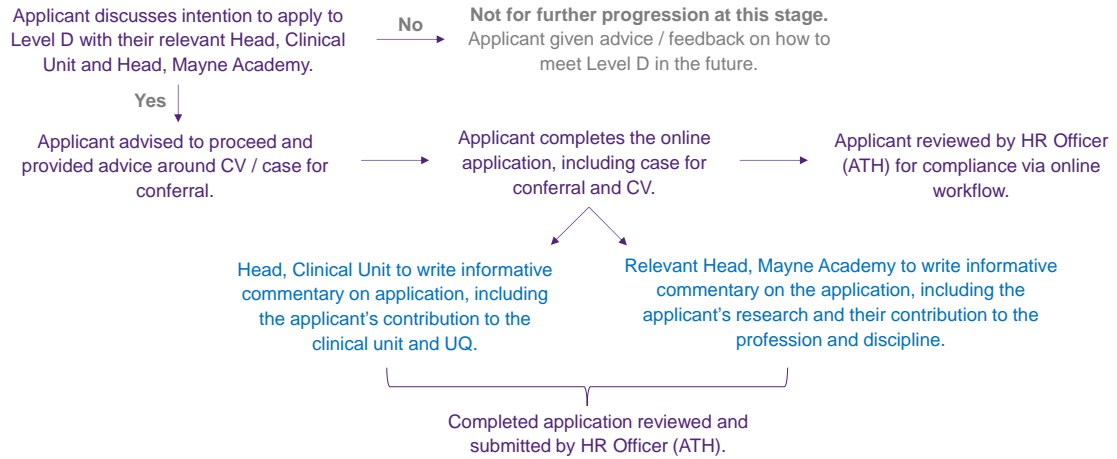 Applicant discusses intention to apply to
Level D with their relevant Head, Clinical
Unit and Head, Mayne Academy.
No
Not for further progression at this stage.
Applicant given advice / feedback on how to
meet Level D in the future.
Yes
Applicant advised to proceed and
provided advice around CV / case for
conferral.
Applicant completes the online
application, including case for
conferral and CV.
Applicant reviewed by HR Officer
(ATH) for compliance via online
workflow.
Head, Clinical Unit to write informative
commentary on application, including
the applicant's contribution to the
clinical unit and UQ.
Relevant Head, Mayne Academy to write informative
commentary on the application, including the
applicant's research and their contribution to the
profession and discipline.
Completed application reviewed and
submitted by HR Officer (ATH).